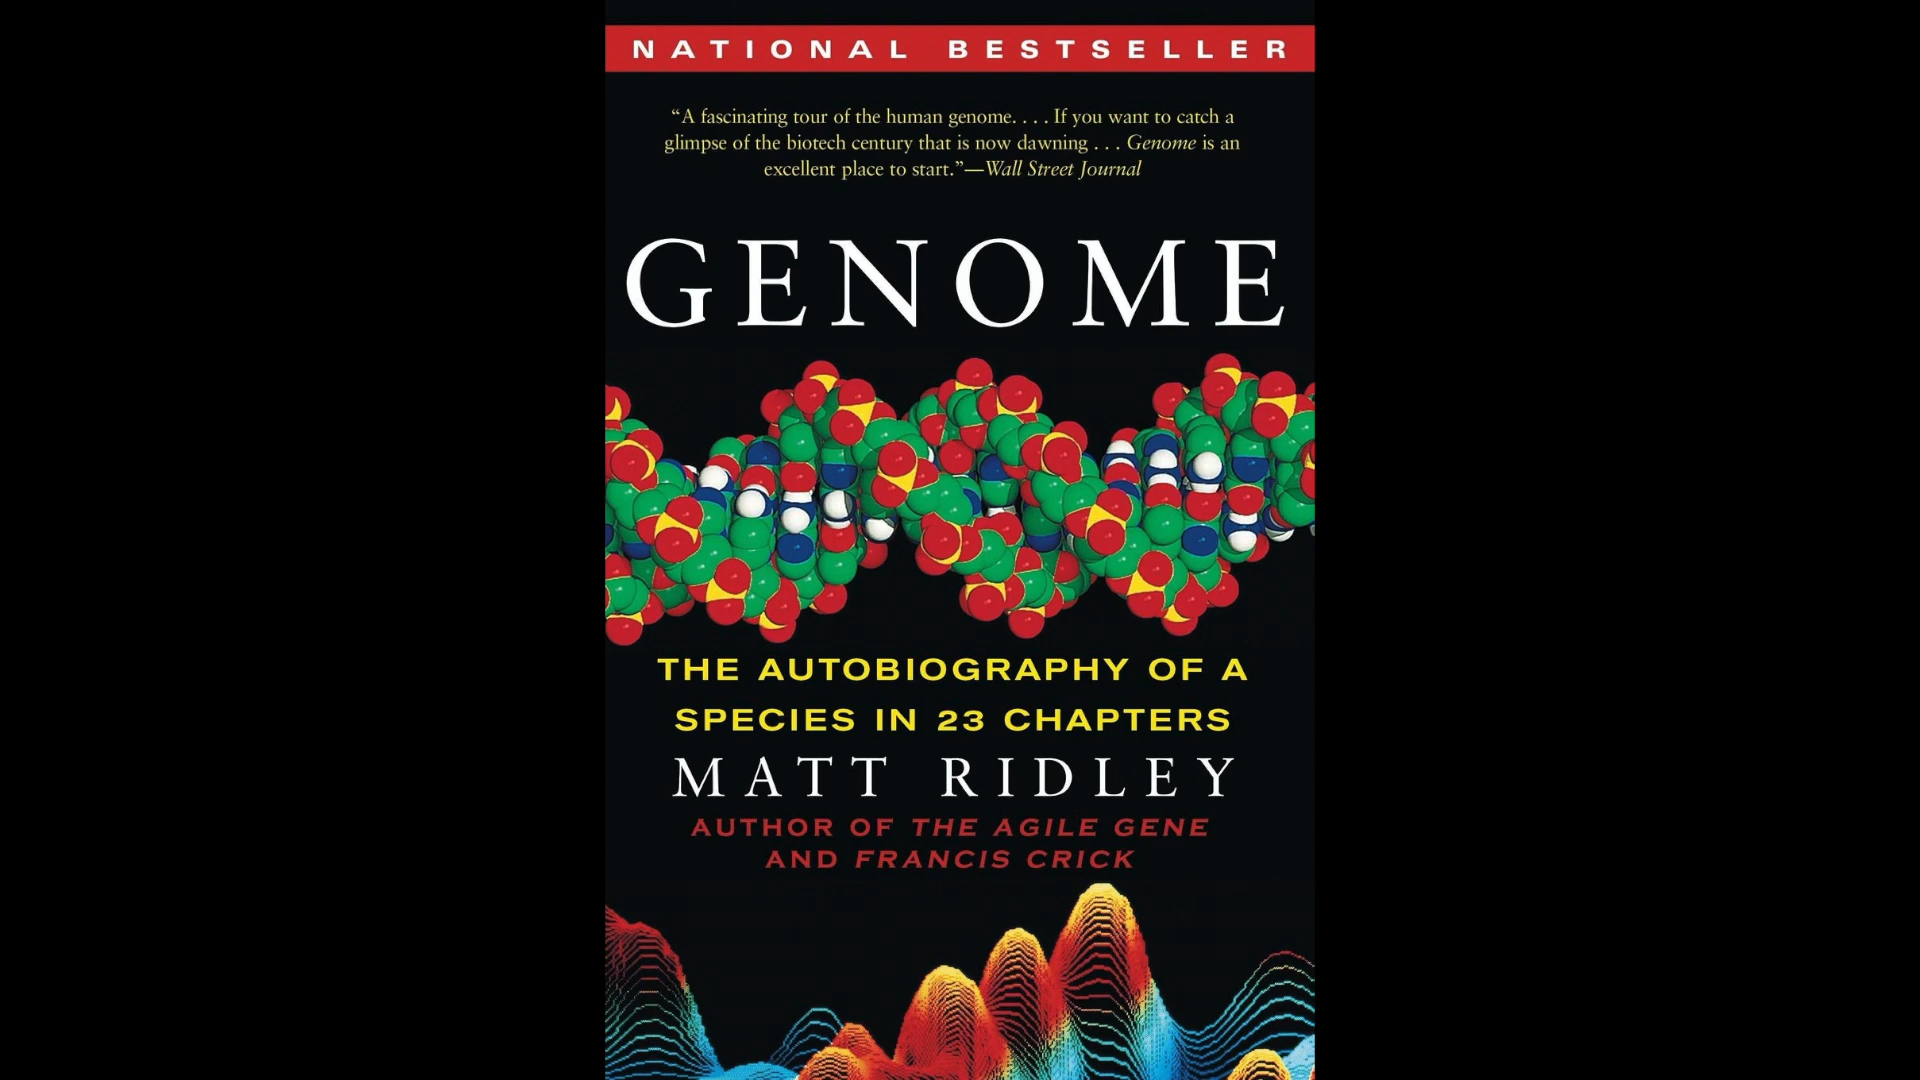 NATIONAL BESTSELLER
“A fascinating tour of the human genome. . . . If you want to catch a
glimpse of the biotech century that is now dawning . . . Genome is an
excellent place to start.”—Wall Street Journal
GENOME
THE AUTOBIOGRAPHY OF A
SPECIES IN 23 CHAPTERS
MATT RIDLEY
AUTHOR OF THE AGILE GENE
AND FRANCIS CRICK